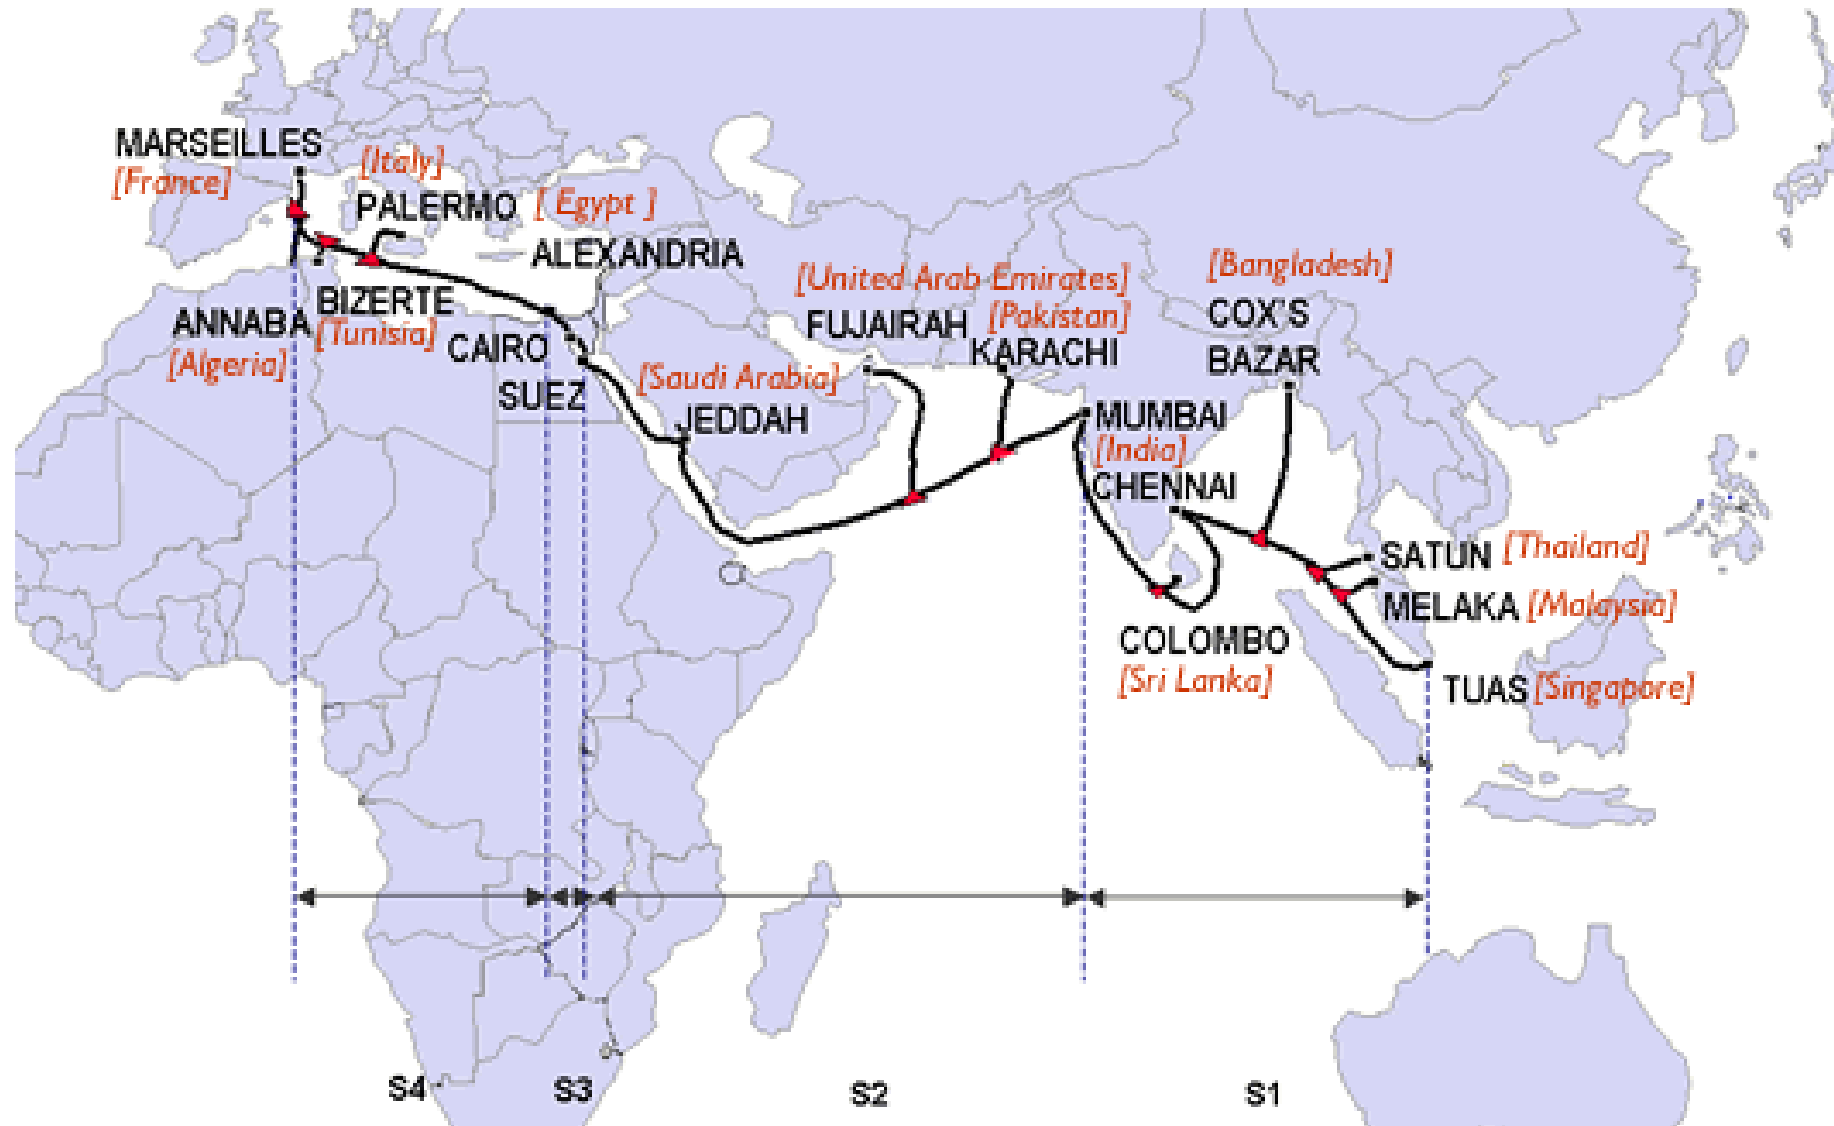 MARSEILLES
[France]
[Italy]
PALERMO
[ Egypt ]
ALEXANDRIA
ANNABA
[Algeria]
BIZERTE
[Tunisia]
CAIRO
SUEZ
[Saudi Arabia]
JEDDAH
[United Arab Emirates]
FUJAIRAH
[Pakistan]
KARACHI
[Bangladesh]
COX'S
BAZAR
MUMBAI
[India]
CHENNAI
SATUN [Thailand]
MELAKA [Malaysia]
COLOMBO
[Sri Lanka]
TUAS [Singapore]
S4
S3
S2
S1